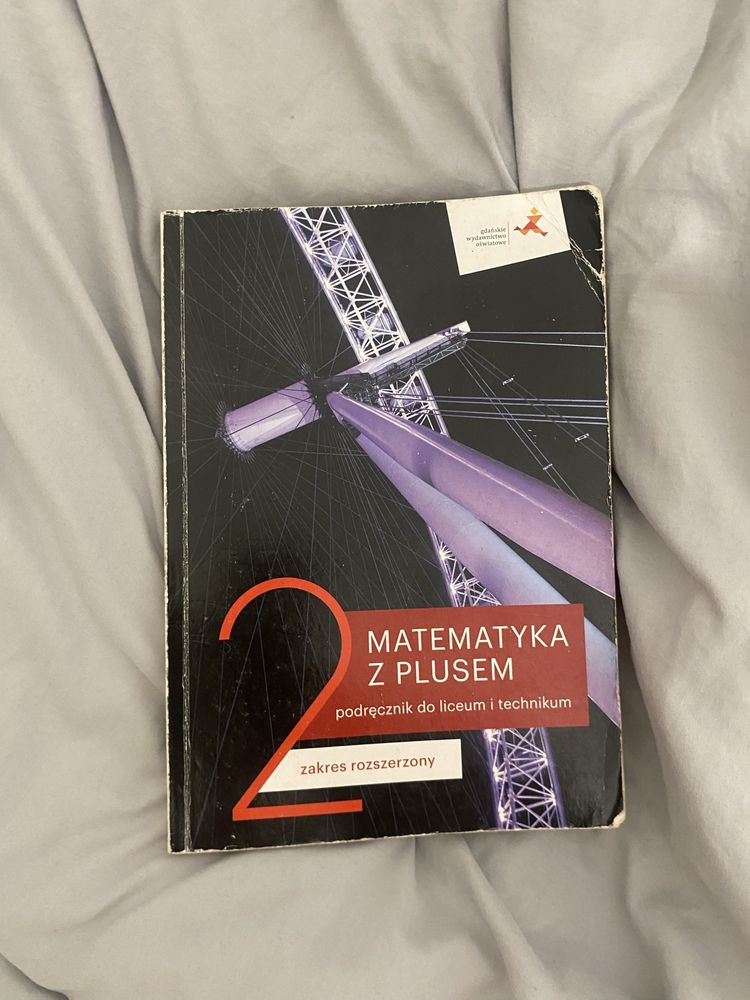 gdańskie
wydawnictwo
oświatowe
2
MATEMATYKA
Z PLUSEM
podręcznik do liceum i technikum
zakres rozszerzony